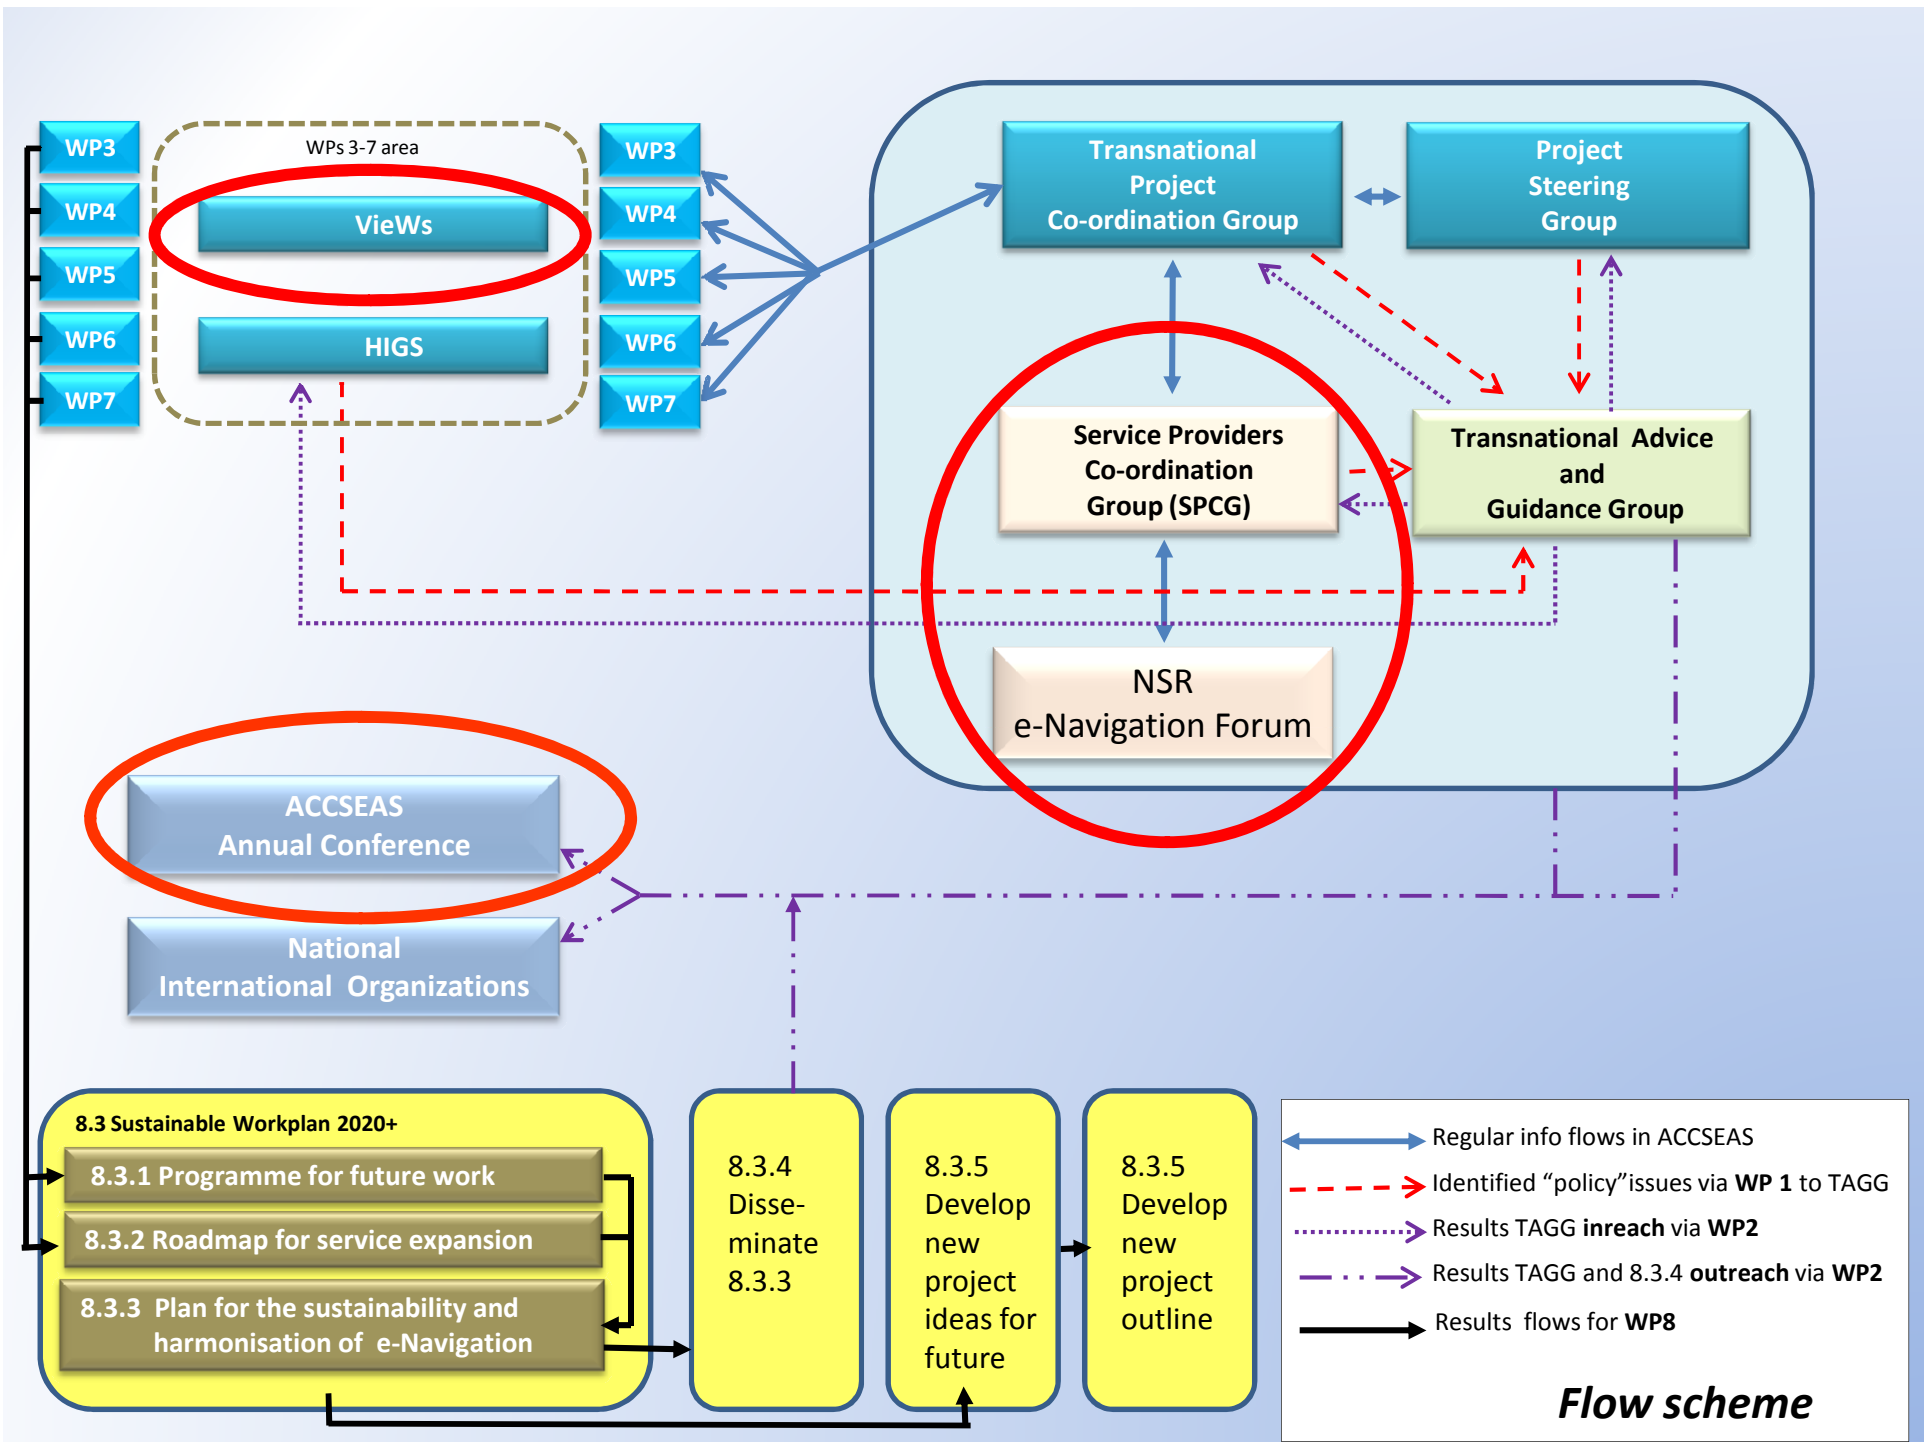 WP3
WP4
WP5
WP6
WP7
WPs 3-7 area
VieWs
HIGS
WP3
WP4
WP5
WP6
WP7
Transnational
Project
Co-ordination Group
Project
Steering
Group
Service Providers
Co-ordination
Group (SPCG)
Transnational Advice
and
Guidance Group
NSR
e-Navigation Forum
ACCSEAS
Annual Conference
National
International Organizations
8.3 Sustainable Workplan 2020+
8.3.1 Programme for future work
8.3.2 Roadmap for service expansion
8.3.3 Plan for the sustainability and
harmonisation of e-Navigation
8.3.4
Disse-
minate
8.3.3
8.3.5
Develop
new
project
ideas for
future
8.3.5
Develop
new
project
outline
Regular info flows in ACCSEAS
Identified “policy”issues via WP 1 to TAGG
Results TAGG inreach via WP2
Results TAGG and 8.3.4 outreach via WP2
Results flows for WP8
Flow scheme